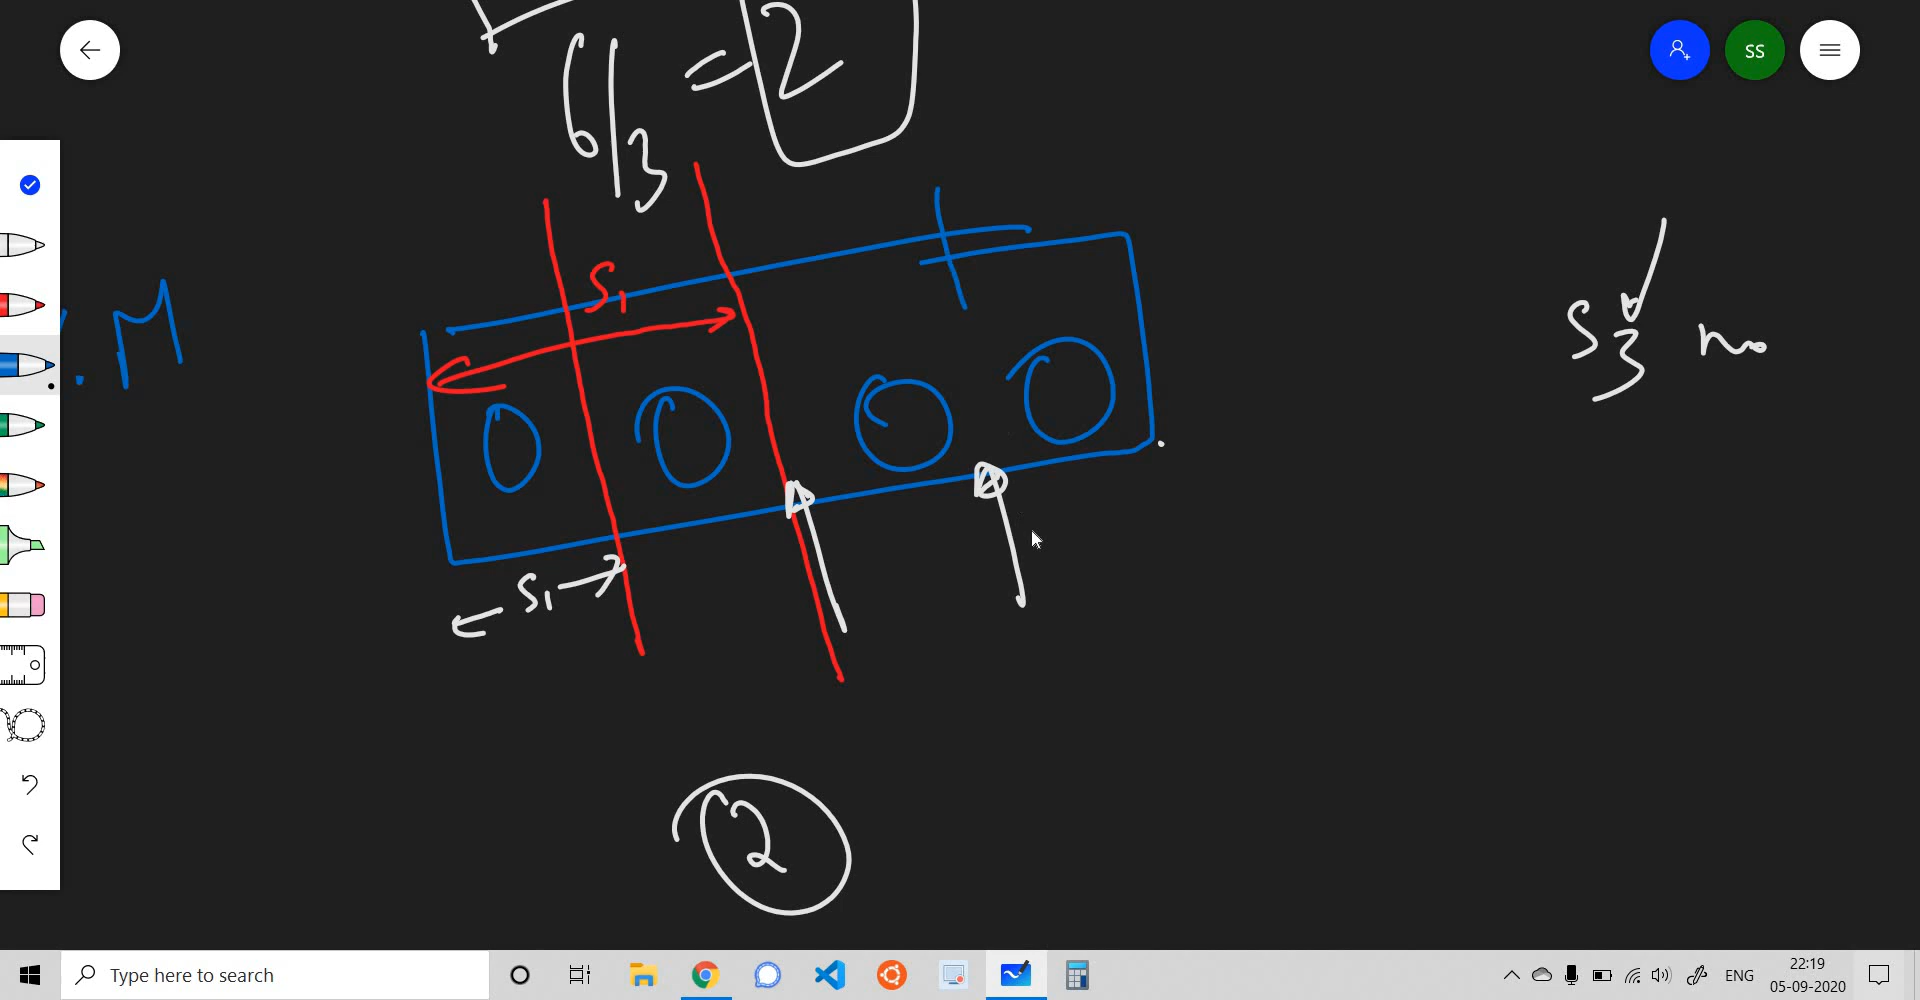 6/3 = 2
SS
S1
.M
S3 n
S1
2
Type here to search
ENG
22:19
05-09-2020